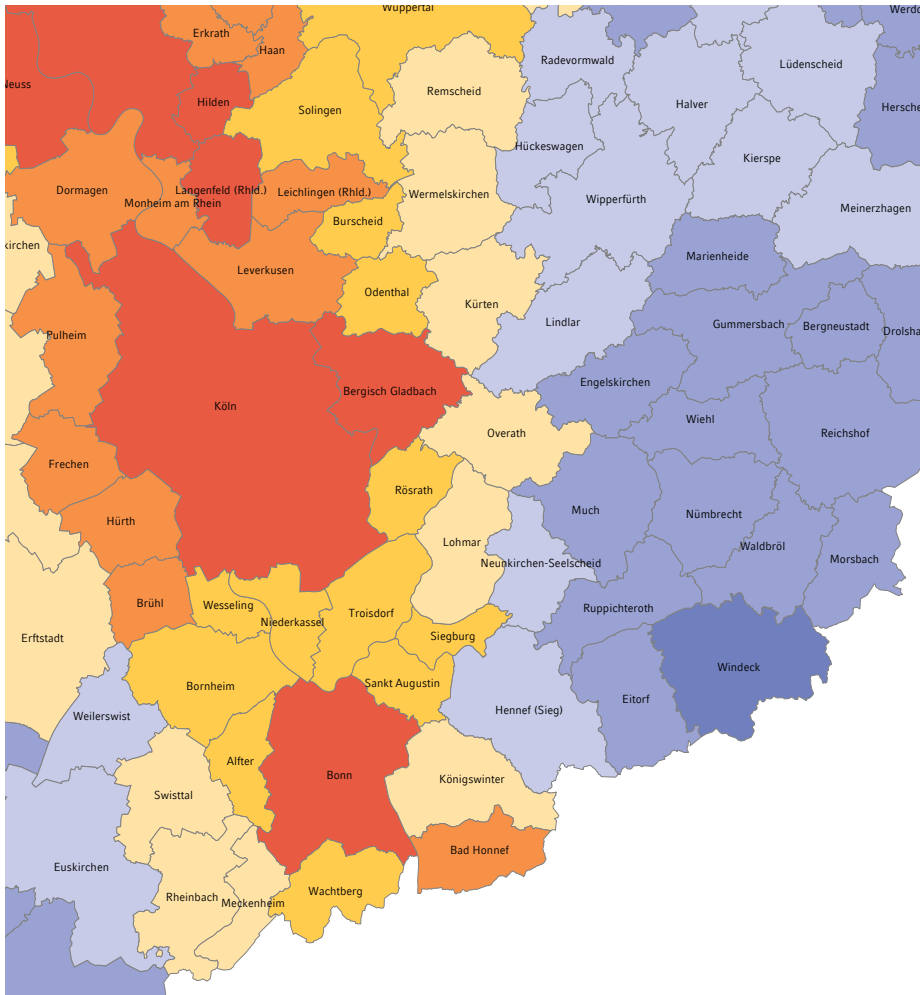 Wuppertal
Erkrath
Haan
Radevormwald
Lüdenscheid
Neuss
Hilden
Solingen
Remscheid
Halver
Hückeswagen
Kierspe
Dormagen
Langenfeld (Rhld.)
Leichlingen (Rhld.)
Wermelskirchen
Wipperfürth
Monheim am Rhein
Meinerzhagen
Burscheid
Marienheide
Leverkusen
Odenthal
Kürten
Lindlar
Gummersbach
Bergneustadt
Pulheim
Engelskirchen
Bergisch Gladbach
Köln
Wiehl
Overath
Reichshof
Frechen
Rösrath
Much
Nümbrecht
Hürth
Lohmar
Waldbröl
Neunkirchen-Seelscheid
Morsbach
Brühl
Wesseling
Niederkassel
Troisdorf
Ruppichteroth
Siegburg
Erftstadt
Windeck
Bornheim
Sankt Augustin
Eitorf
Weilerswist
Hennef (Sieg)
Alfter
Bonn
Königswinter
Swisttal
Bad Honnef
Euskirchen
Wachtberg
Rheinbach
Meckenheim